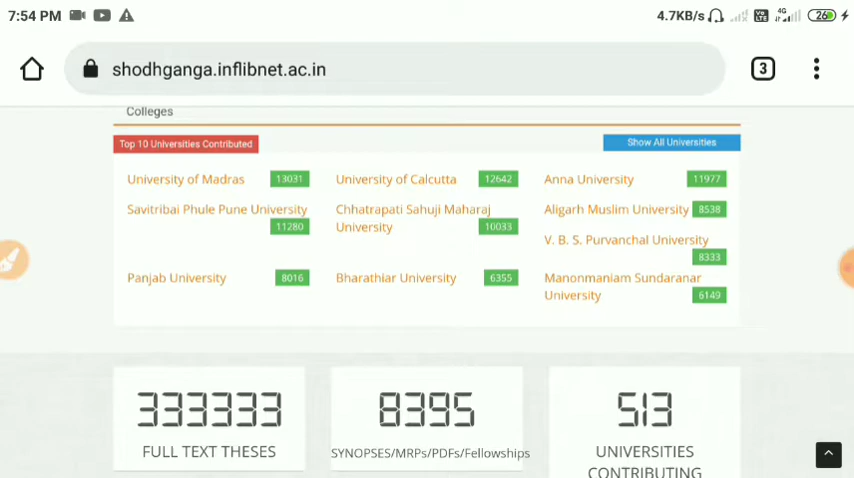 7:54 PM
4.7KB/s
Vo LTE
4G
26
shodhganga.inflibnet.ac.in
3
Colleges
Top 10 Universities Contributed
Show All Universities
University of Madras 13031
University of Calcutta 12642
Anna University 11977
Savitribai Phule Pune University
11280
Chhatrapati Sahuji Maharaj
University 10033
Aligarh Muslim University 8538
V. B. S. Purvanchal University
8333
Panjab University 8016
Bharathiar University 6355
Manonmaniam Sundaranar
University 6149
333333
FULL TEXT THESES
8395
SYNOPSES/MRPs/PDFs/Fellowships
513
UNIVERSITIES
CONTRIBUTING